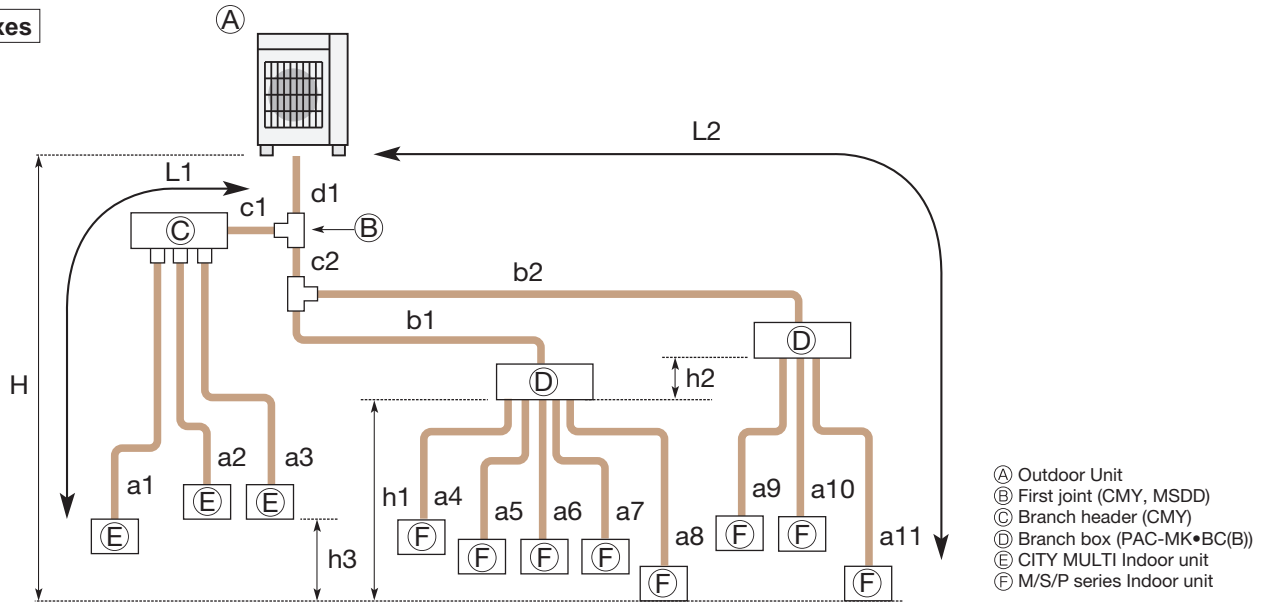 xes
A
L2
L1
d1
c1
B
C
c2
b2
b1
D
H
D
h2
a1
a2
a3
h1
a4
a5
a6
a7
a8
a9
a10
a11
E
E
E
h3
F
F
F
F
F
F
F
F
A Outdoor Unit
B First joint (CMY, MSDD)
C Branch header (CMY)
D Branch box (PAC-MK•BC(B))
E CITY MULTI Indoor unit
F M/S/P series Indoor unit